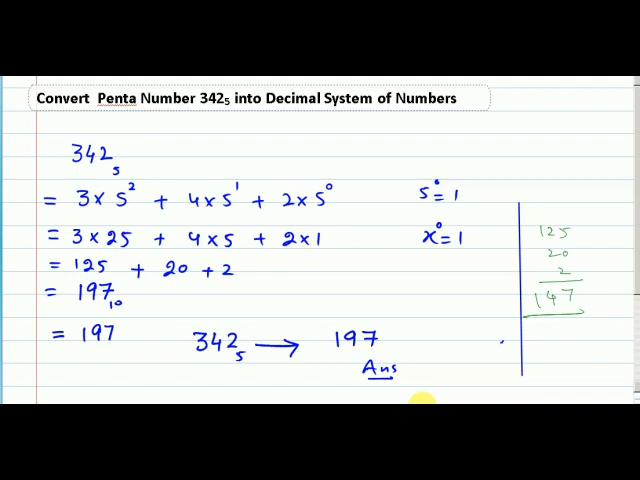 Convert Penta Number 342₅ into Decimal System of Numbers
342₅
= 3 × 5² + 4 × 5¹ + 2 × 5⁰
5⁰ = 1
= 3 × 25 + 4 × 5 + 2 × 1
x⁰ = 1
= 125 + 20 + 2
= 197₁₀
= 197
342₅ → 197
Ans
125
20
2
147